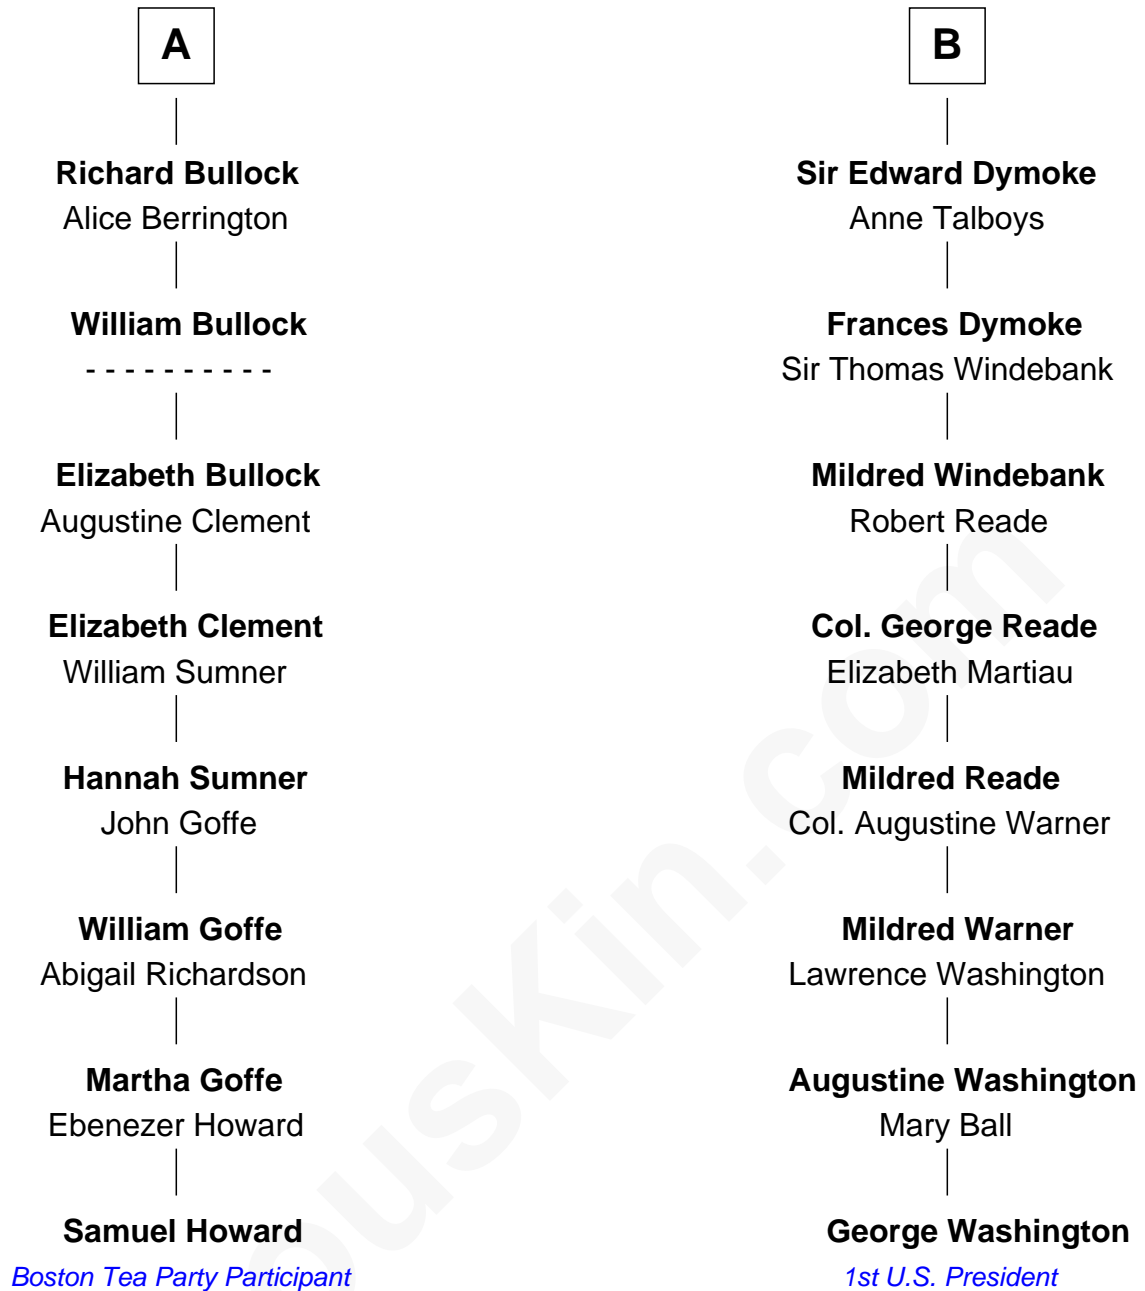 A
Richard Bullock
Alice Berrington
William Bullock
- - - - - - - - - -
Elizabeth Bullock
Augustine Clement
Elizabeth Clement
William Sumner
Hannah Sumner
John Goffe
William Goffe
Abigail Richardson
Martha Goffe
Ebenezer Howard
Samuel Howard
Boston Tea Party Participant
B
Sir Edward Dymoke
Anne Talboys
Frances Dymoke
Sir Thomas Windebank
Mildred Windebank
Robert Reade
Col. George Reade
Elizabeth Martiau
Mildred Reade
Col. Augustine Warner
Mildred Warner
Lawrence Washington
Augustine Washington
Mary Ball
George Washington
1st U.S. President
ousKin.com